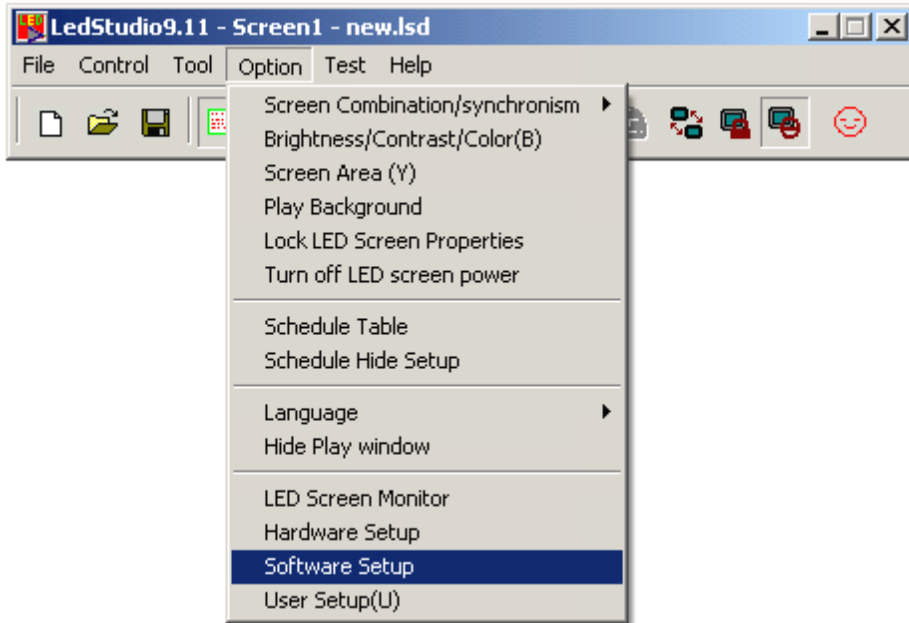 LedStudio9.11 - Screen1 - new.lsd
File Control Tool Option Test Help
Screen Combination/synchronism
Brightness/Contrast/Color(B)
Screen Area (Y)
Play Background
Lock LED Screen Properties
Turn off LED screen power
Schedule Table
Schedule Hide Setup
Language
Hide Play window
LED Screen Monitor
Hardware Setup
Software Setup
User Setup(U)